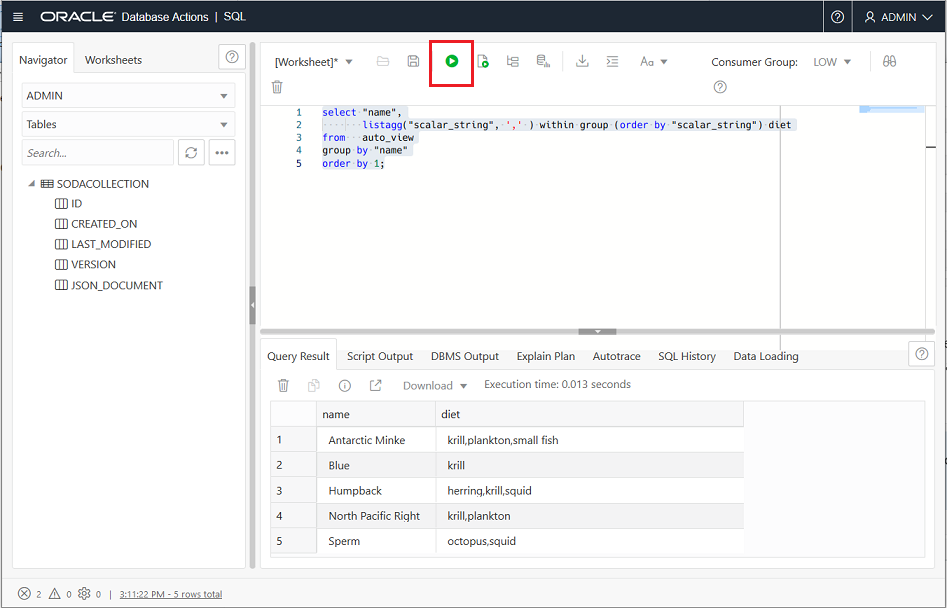 ORACLE Database Actions | SQL
ADMIN
Navigator
Worksheets
[Worksheet]*
Aa
Consumer Group: LOW
ADMIN
Tables
Search...
SODACOLLECTION
ID
CREATED_ON
LAST_MODIFIED
VERSION
JSON_DOCUMENT
1 select "name",
2 listagg("scalar_string", ',' ) within group (order by "scalar_string") diet
3 from auto_view
4 group by "name"
5 order by 1;
Query Result
Script Output
DBMS Output
Explain Plan
Autotrace
SQL History
Data Loading
Download
Execution time: 0.013 seconds
name diet
1 Antarctic Minke krill,plankton,small fish
2 Blue krill
3 Humpback herring,krill,squid
4 North Pacific Right krill,plankton
5 Sperm octopus,squid
2 0 0 | 3:11:22 PM - 5 rows total